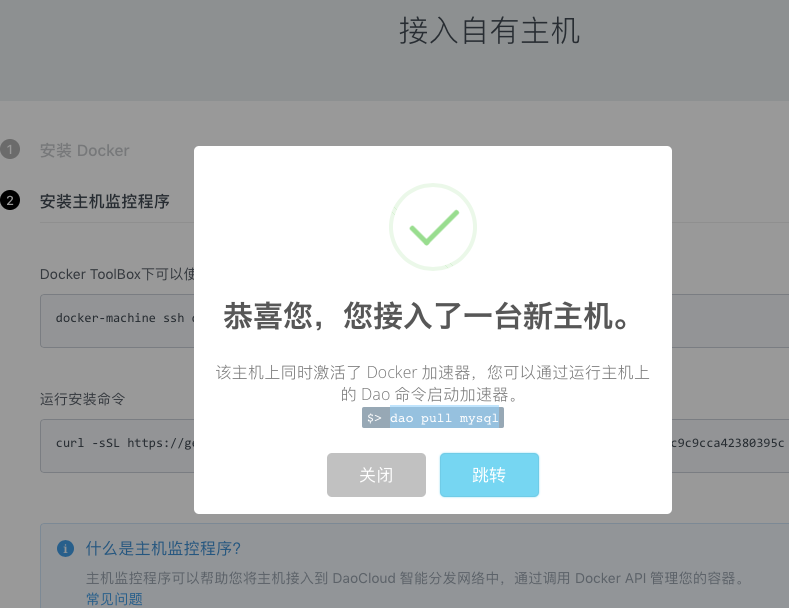 接入自有主机
1 安装 Docker
2 安装主机监控程序
Docker ToolBox下可以使
docker-machine ssh
恭喜您，您接入了一台新主机。
该主机上同时激活了 Docker 加速器，您可以通过运行主机上
的 Dao 命令启动加速器。
$> dao pull mysql
运行安装命令
curl -sSL https://ge
c9c9cca42380395c
关闭
跳转
什么是主机监控程序?
主机监控程序可以帮助您将主机接入到 DaoCloud 智能分发网络中，通过调用 Docker API 管理您的容器。
常见问题